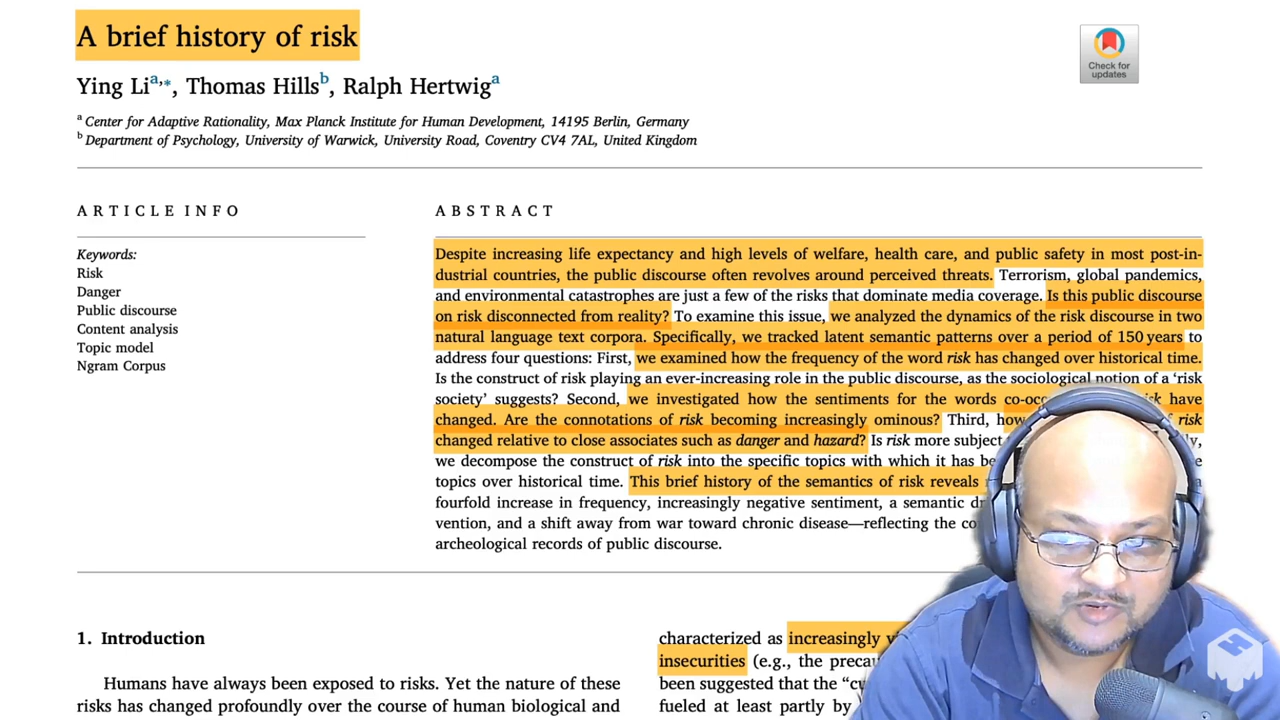 A brief history of risk
Check for
updates
Ying Li a,*, Thomas Hills b, Ralph Hertwig a
a Center for Adaptive Rationality, Max Planck Institute for Human Development, 14195 Berlin, Germany
b Department of Psychology, University of Warwick, University Road, Coventry CV4 7AL, United Kingdom
ARTICLE INFO
Keywords:
Risk
Danger
Public discourse
Content analysis
Topic model
Ngram Corpus
ABSTRACT
Despite increasing life expectancy and high levels of welfare, health care, and public safety in most post-in-
dustrial countries, the public discourse often revolves around perceived threats. Terrorism, global pandemics,
and environmental catastrophes are just a few of the risks that dominate media coverage. Is this public discourse
on risk disconnected from reality? To examine this issue, we analyzed the dynamics of the risk discourse in two
natural language text corpora. Specifically, we tracked latent semantic patterns over a period of 150 years to
address four questions: First, we examined how the frequency of the word risk has changed over historical time.
Is the construct of risk playing an ever-increasing role in the public discourse, as the sociological notion of a ‘risk
society’ suggests? Second, we investigated how the sentiments for the words have
changed. Are the connotations of risk becoming increasingly ominous? Third, risk
changed relative to close associates such as danger and hazard? Is risk more
we decompose the construct of risk into the specific topics with which it has
topics over historical time. This brief history of the semantics of risk reveals
fourfold increase in frequency, increasingly negative sentiment, a semantic
vention, and a shift away from war toward chronic disease—reflecting the
archeological records of public discourse.
1. Introduction
Humans have always been exposed to risks. Yet the nature of these
risks has changed profoundly over the course of human biological and
characterized as increasingly
insecurities (e.g., the
been suggested that the
fueled at least partly by